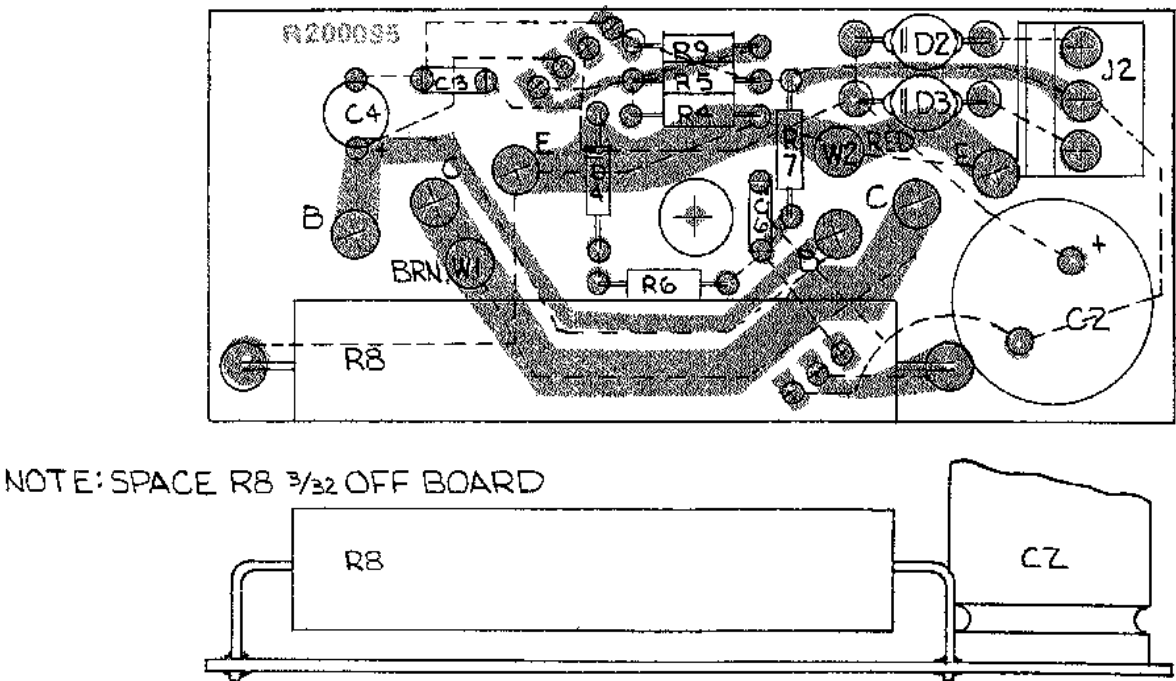 R200035
R9
D2
J2
C13
R5
C4
R4
D3
+
E
R7
W2
RED
E
C
B
C
B
BRN
W1
R6
+
C2
R8
NOTE: SPACE R8 3/32 OFF BOARD
R8
C2